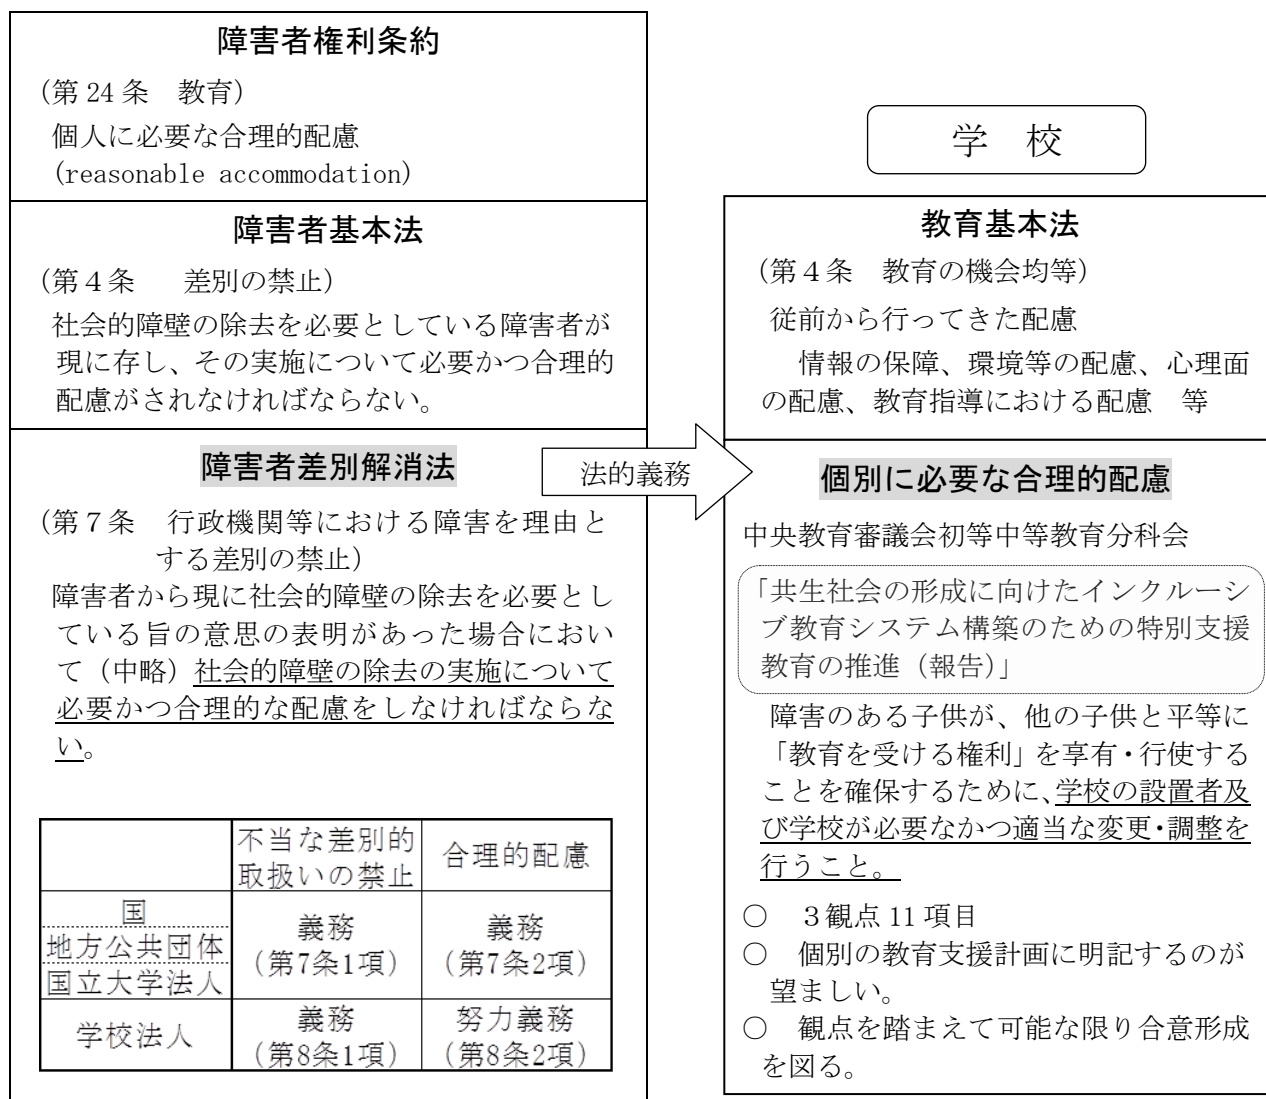 障害者権利条約
(第 24 条　教育)
個人に必要な合理的配慮
(reasonable accommodation)
障害者基本法
(第４条　　差別の禁止)
社会的障壁の除去を必要としている障害者が
現に存し、その実施について必要かつ合理的
配慮がされなければならない。
障害者差別解消法
(第７条　行政機関等における障害を理由と
する差別の禁止)
障害者から現に社会的障壁の除去を必要とし
ている旨の意思の表明があった場合におい
て（中略）社会的障壁の除去の実施について
必要かつ合理的な配慮をしなければならな
い。
不当な差別的
取扱いの禁止
合理的配慮
国
地方公共団体
国立大学法人
義務
(第7条1項)
義務
(第7条2項)
学校法人
義務
(第8条1項)
努力義務
(第8条2項)
法的義務
学　校
教育基本法
(第４条　教育の機会均等)
従前から行ってきた配慮
情報の保障、環境等の配慮、心理面
の配慮、教育指導における配慮　等
個別に必要な合理的配慮
中央教育審議会初等中等教育分科会
「共生社会の形成に向けたインクルーシ
ブ教育システム構築のための特別支援
教育の推進（報告）」
障害のある子供が、他の子供と平等に
「教育を受ける権利」を享有・行使する
ことを確保するために、学校の設置者及
び学校が必要なかつ適当な変更・調整を
行うこと。
○　３観点 11 項目
○　個別の教育支援計画に明記するのが
望ましい。
○　観点を踏まえて可能な限り合意形成
を図る。